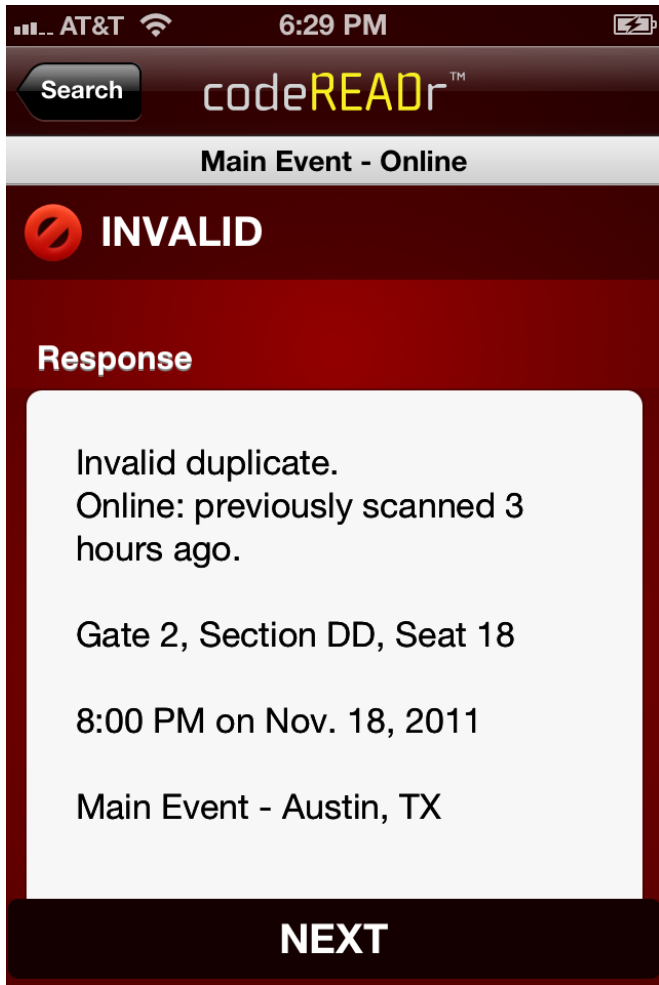 AT&T 6:29 PM
Search codeREADr™
Main Event - Online
INVALID
Response
Invalid duplicate.
Online: previously scanned 3
hours ago.
Gate 2, Section DD, Seat 18
8:00 PM on Nov. 18, 2011
Main Event - Austin, TX
NEXT